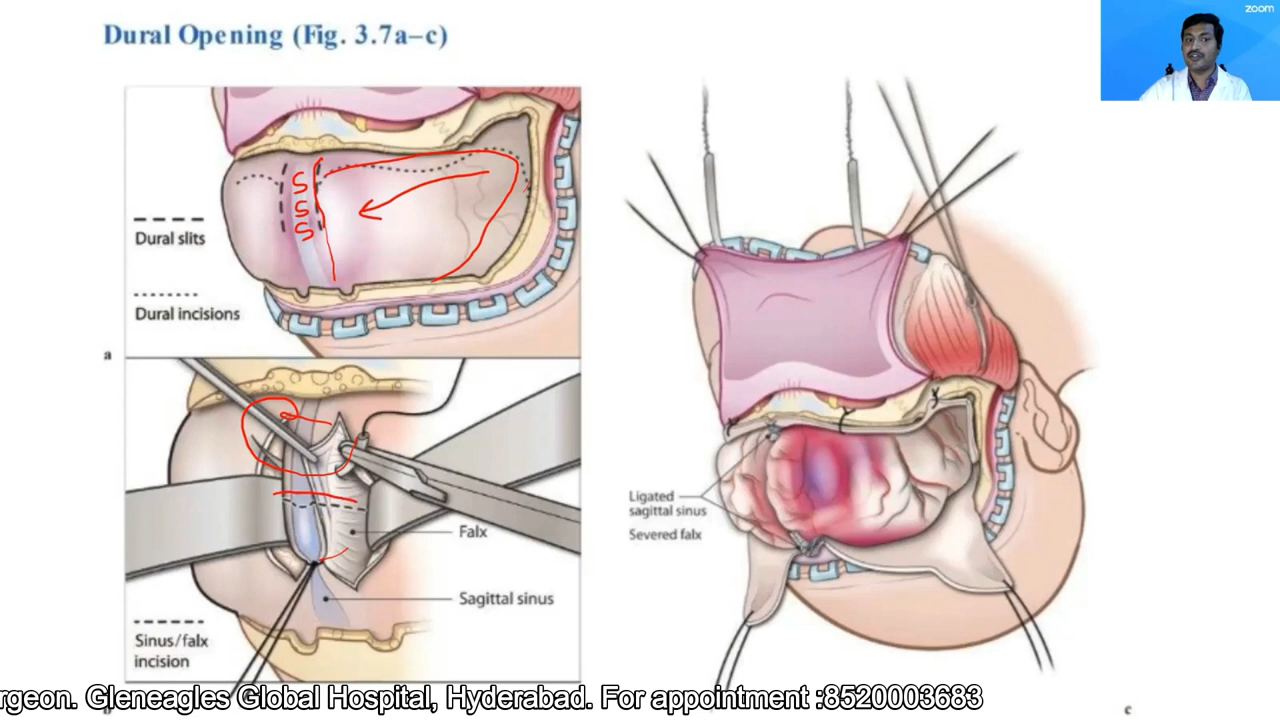 Dural Opening (Fig. 3.7a–c)
zoom
S
S
S
Dural slits
Dural incisions
a
Falx
Sagittal sinus
Sinus/falx
incision
Ligated
sagittal sinus
Severed falx
c
rgeon. Gleneagles Global Hospital, Hyderabad. For appointment :8520003683